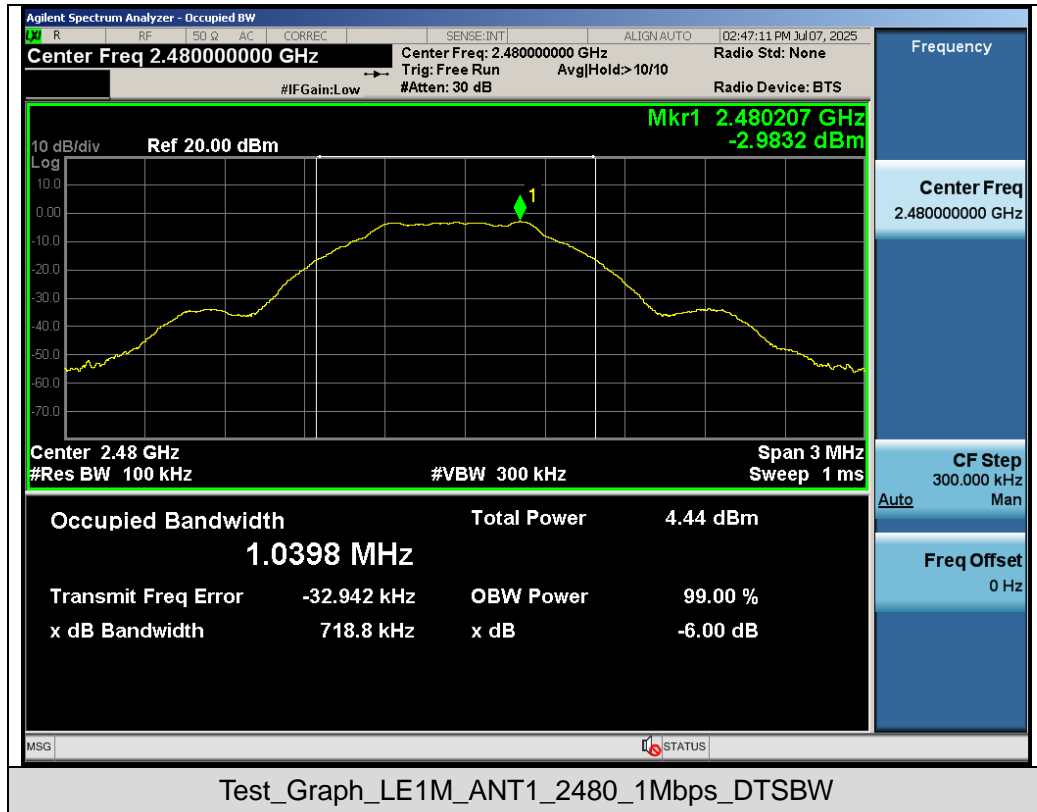 Agilent Spectrum Analyzer - Occupied BW
LXI R RF 50 Ω AC CORREC SENSE:INT ALIGN AUTO 02:47:11 PM Jul 07, 2025
Center Freq 2.480000000 GHz
Center Freq: 2.480000000 GHz
Radio Std: None
Trig: Free Run Avg|Hold:> 10/10
#IFGain:Low
#Atten: 30 dB
Radio Device: BTS
Frequency
Mkr1 2.480207 GHz
-2.9832 dBm
10 dB/div Ref 20.00 dBm
Log
10.0
0.00
-10.0
-20.0
-30.0
-40.0
-50.0
-60.0
-70.0
1
Center 2.48 GHz Span 3 MHz
#Res BW 100 kHz #VBW 300 kHz Sweep 1 ms
Center Freq
2.480000000 GHz
CF Step
300.000 kHz
Auto Man
Freq Offset
0 Hz
Occupied Bandwidth Total Power 4.44 dBm
1.0398 MHz
Transmit Freq Error -32.942 kHz OBW Power 99.00 %
x dB Bandwidth 718.8 kHz x dB -6.00 dB
MSG STATUS
Test_Graph_LE1M_ANT1_2480_1Mbps_DTSBW